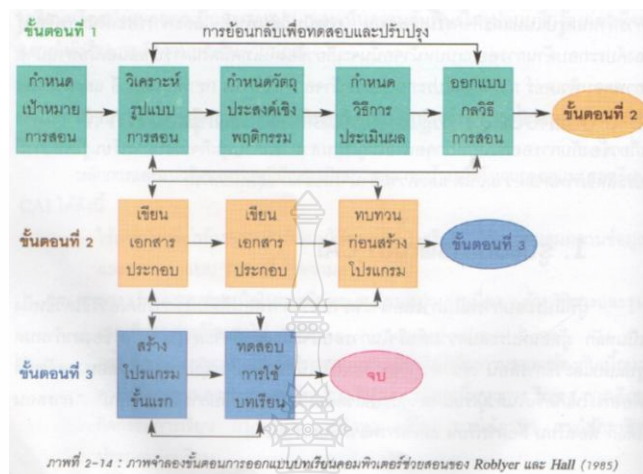 ขั้นตอนที่ 1
การย้อนกลับเพื่อทดสอบและปรับปรุง
กำหนด
เป้าหมาย
การสอน
วิเคราะห์
รูปแบบ
การสอน
กำหนดวัตถุ
ประสงค์เชิง
พฤติกรรม
กำหนด
วิธีการ
ประเมินผล
ออกแบบ
กลวิธี
การสอน
ขั้นตอนที่ 2
ขั้นตอนที่ 2
เขียน
เอกสาร
ประกอบ
เขียน
เอกสาร
ประกอบ
ทบทวน
ก่อนสร้าง
โปรแกรม
ขั้นตอนที่ 3
ขั้นตอนที่ 3
สร้าง
โปรแกรม
ขั้นแรก
ทดสอบ
การใช้
บทเรียน
จบ
ภาพที่ 2-14 : ภาพจำลองขั้นตอนการออกแบบบทเรียนคอมพิวเตอร์ช่วยสอนของ Roblyer และ Hall (1985)